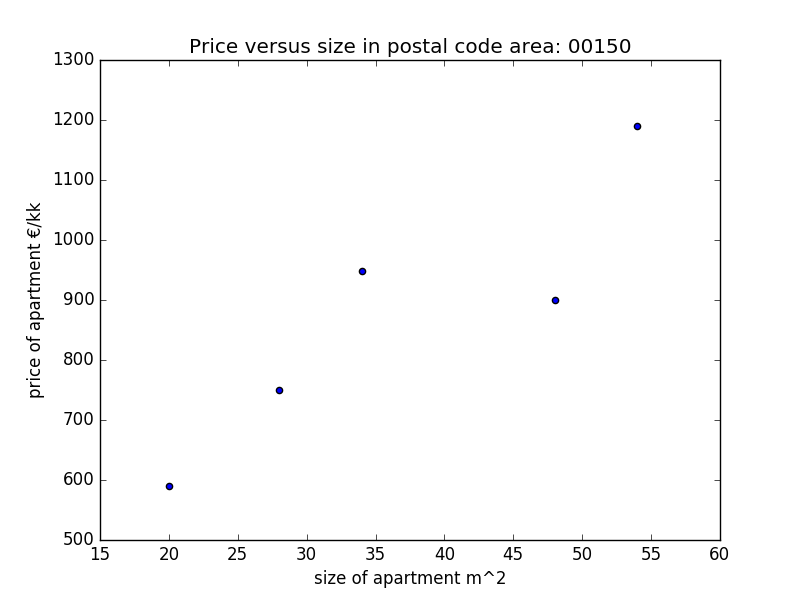 Price versus size in postal code area: 00150
1300
1200
1100
1000
900
800
700
600
500
price of apartment €/kk
15 20 25 30 35 40 45 50 55 60
size of apartment m^2